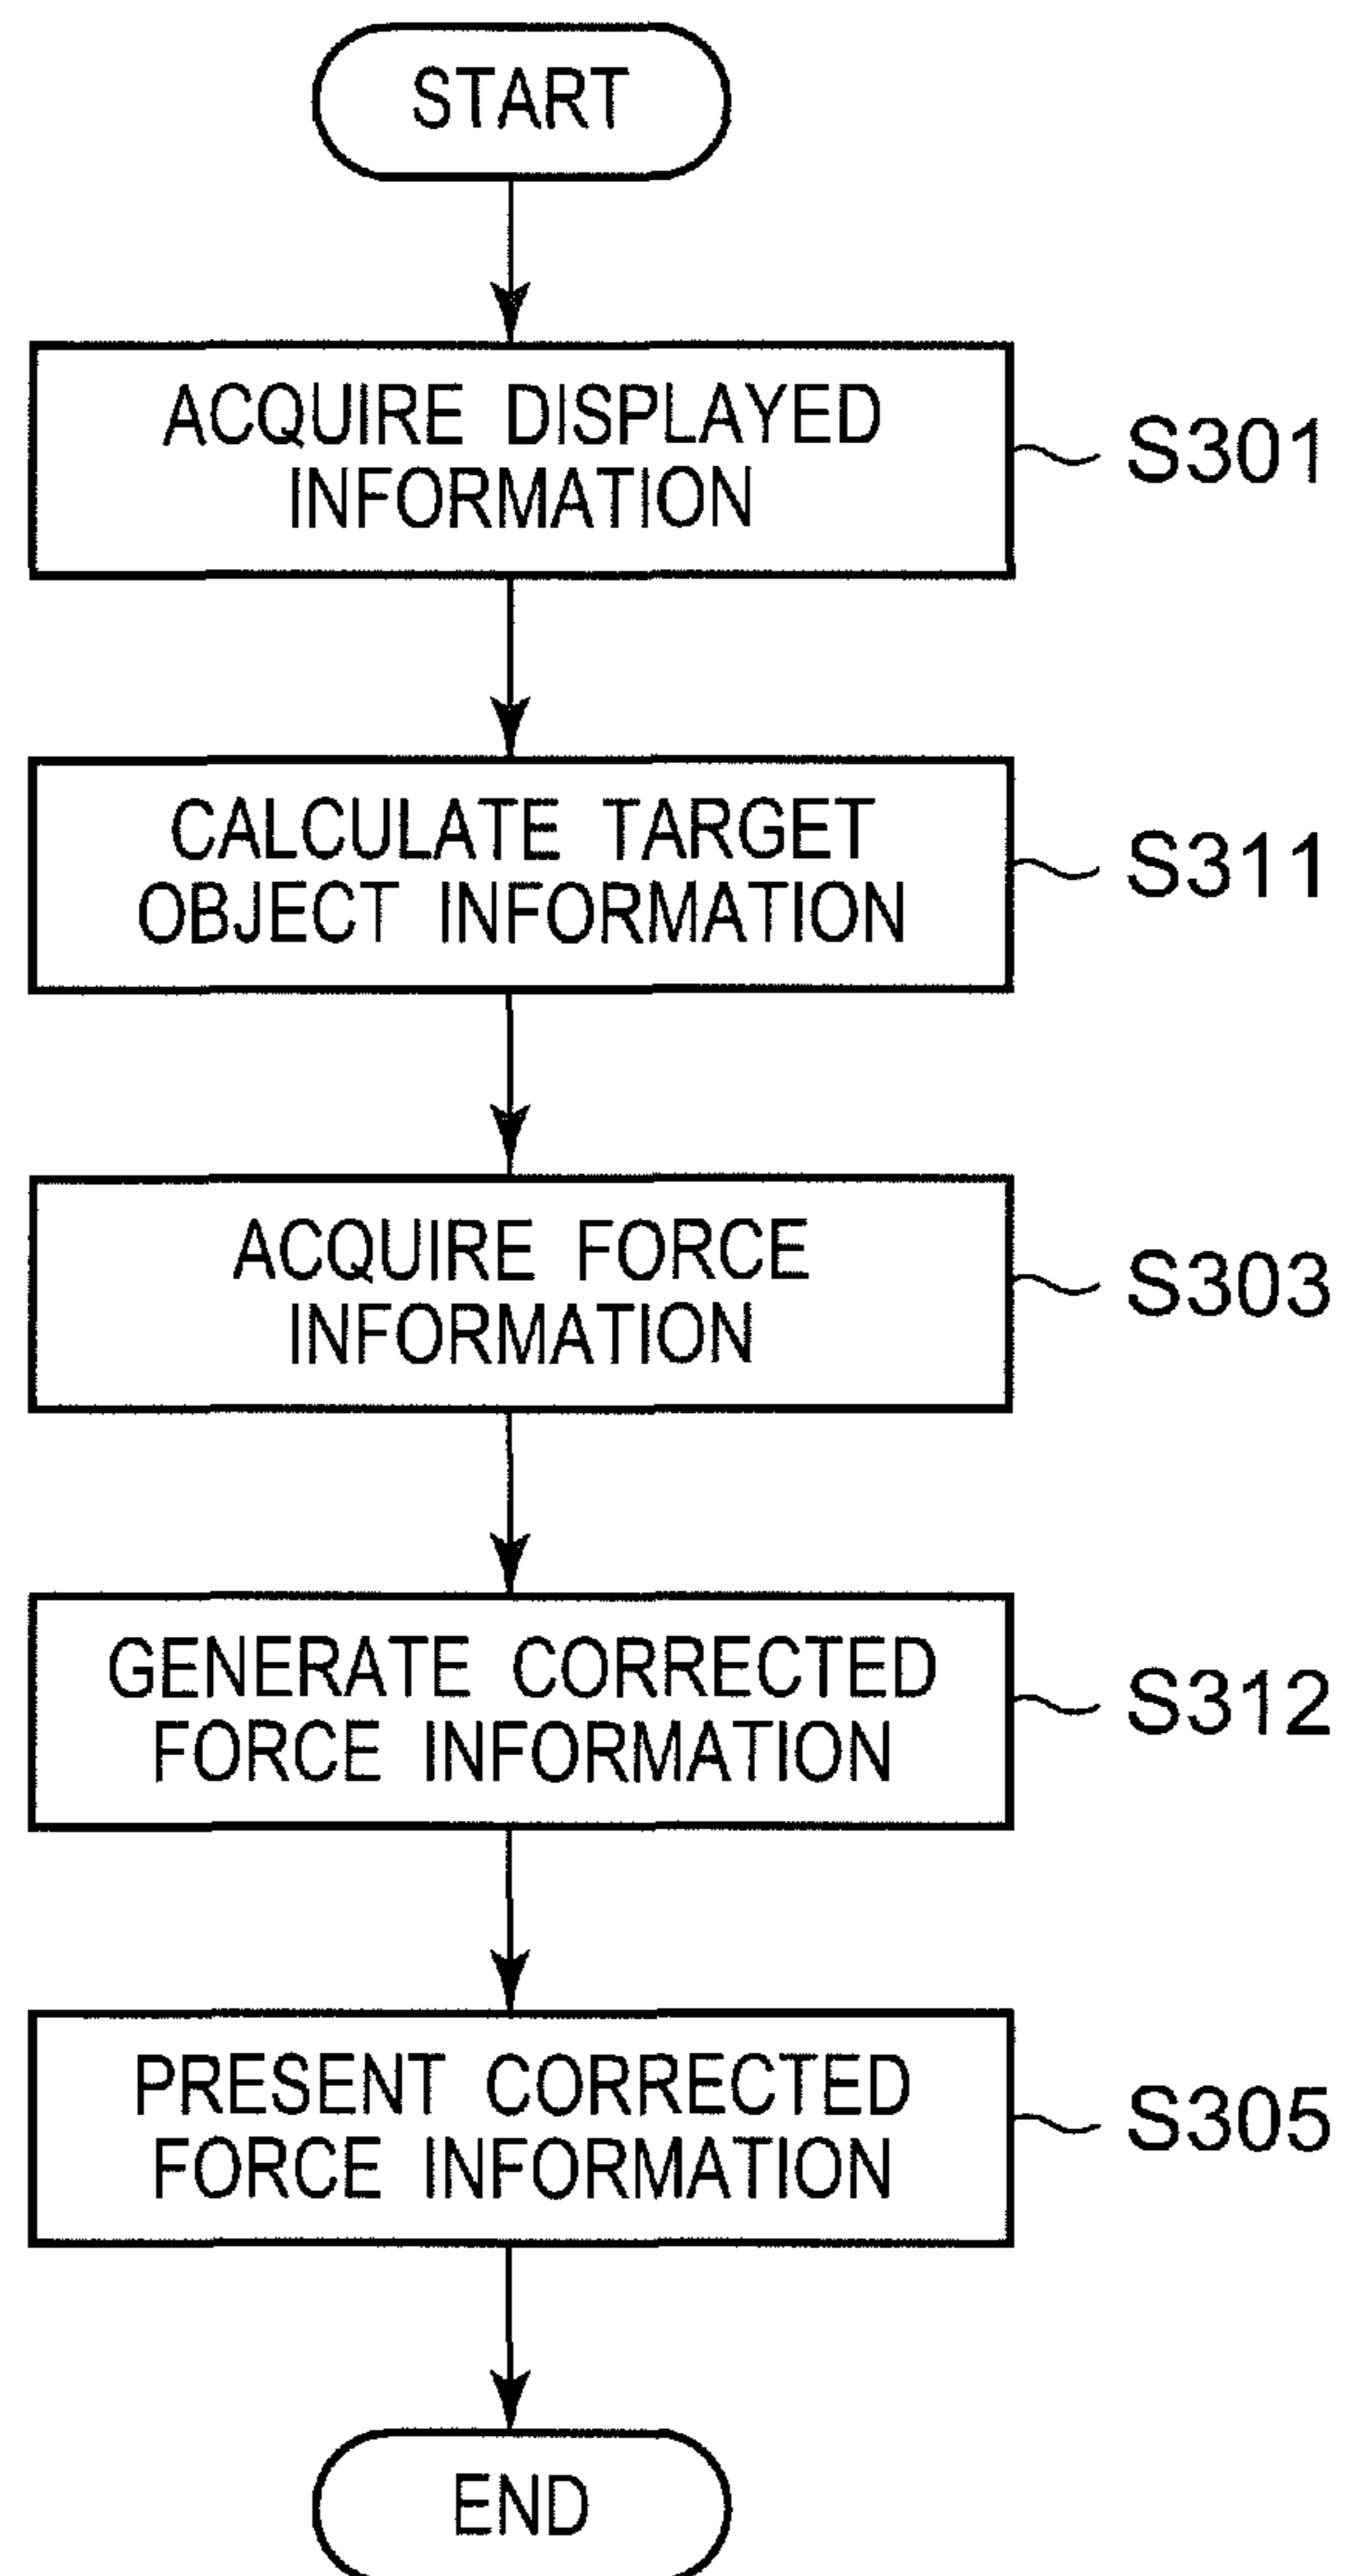 START
ACQUIRE DISPLAYED
INFORMATION
S301
CALCULATE TARGET
OBJECT INFORMATION
S311
ACQUIRE FORCE
INFORMATION
S303
GENERATE CORRECTED
FORCE INFORMATION
S312
PRESENT CORRECTED
FORCE INFORMATION
S305
END